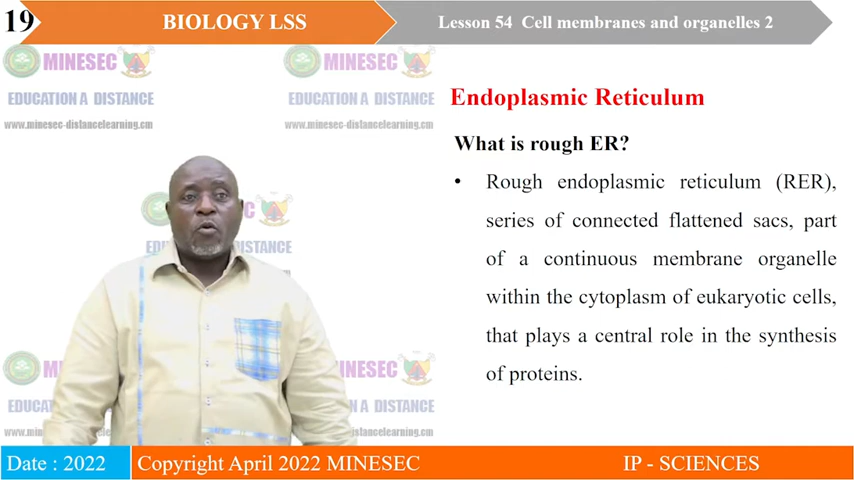 19
BIOLOGY LSS
Lesson 54 Cell membranes and organelles 2
MINESEC
MINESEC
EDUCATION A DISTANCE
EDUCATION A DISTANCE
www.minesec-distancelearning.cm
www.minesec-distancelearning.cm
Endoplasmic Reticulum
What is rough ER?
• Rough endoplasmic reticulum (RER),
series of connected flattened sacs, part
of a continuous membrane organelle
within the cytoplasm of eukaryotic cells,
that plays a central role in the synthesis
of proteins.
Date : 2022
Copyright April 2022 MINESEC
IP - SCIENCES